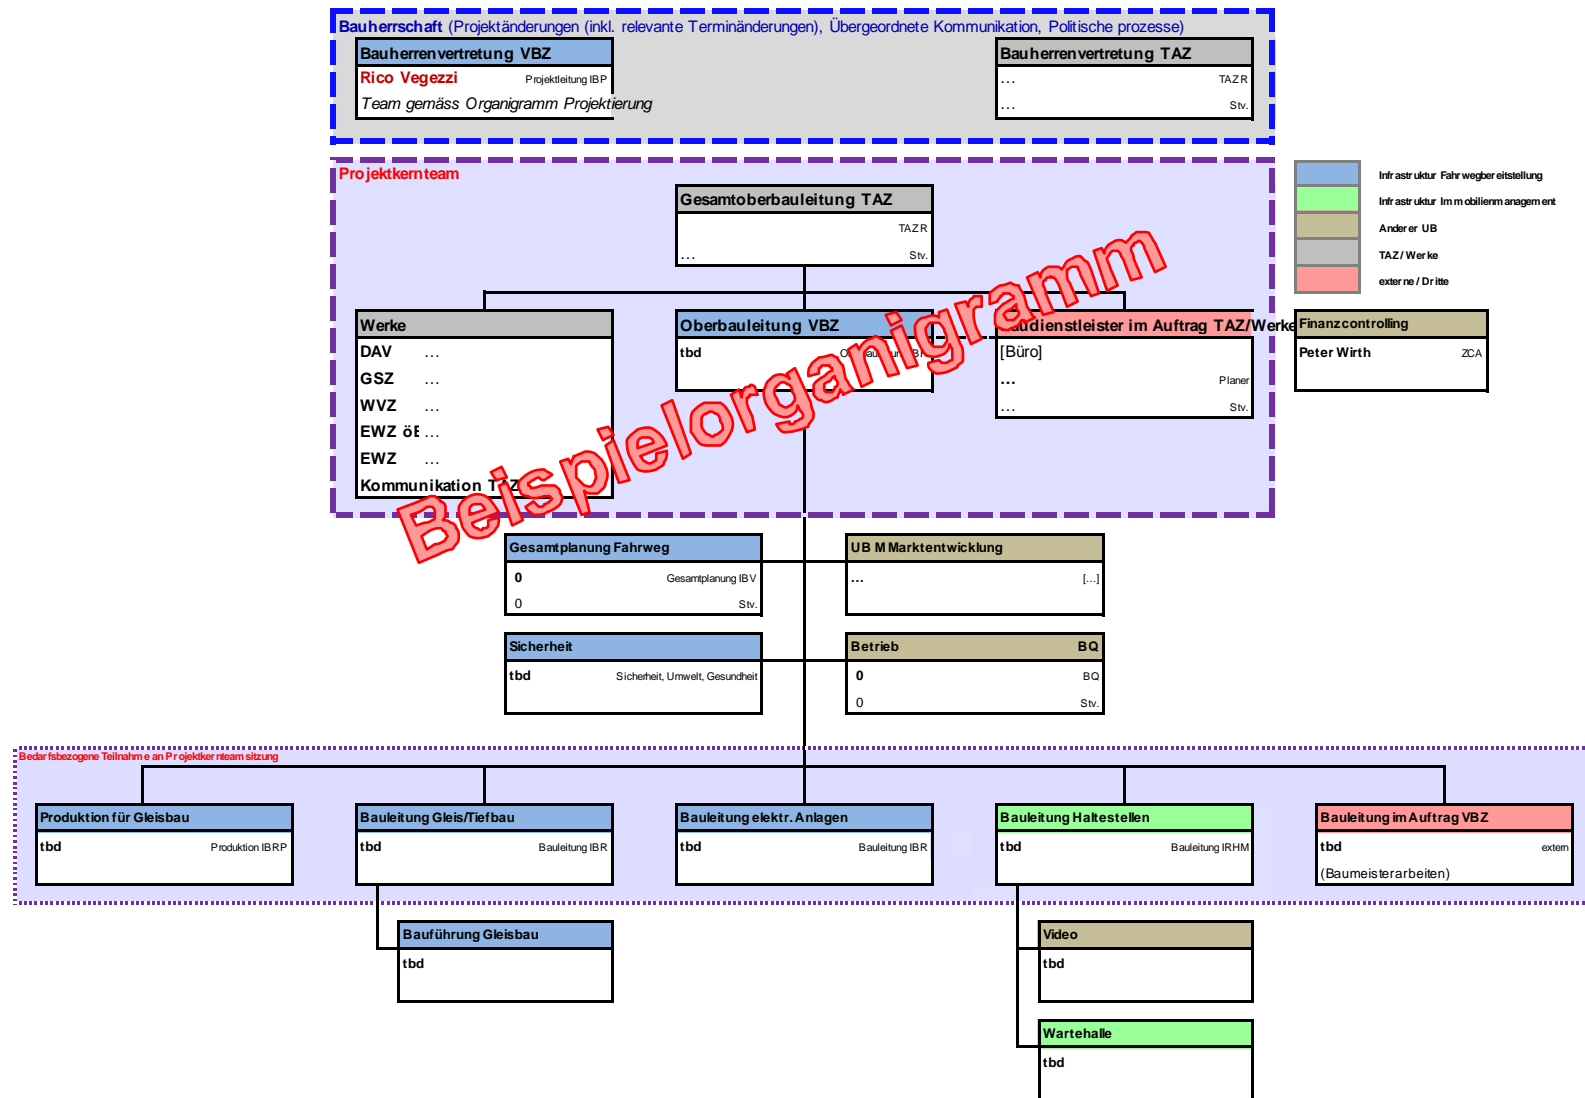 Bauherrschaft (Projektänderungen (inkl. relevante Terminänderungen), Übergeordnete Kommunikation, Politische prozesse)
Bauherrenvertretung VBZ
Rico Vegezzi Projektleitung IBP
Team gemäss Organigramm Projektierung
Bauherrenvertretung TAZ
... TAZR
... Stv.
Projektkernteam
Gesamtoberbauleitung TAZ
TAZR
... Stv.
Infrastruktur Fahrwegbereitstellung
Infrastruktur Immobilienmanagement
Anderer UB
TAZ / Werke
externe / Dritte
Werke
DAV ...
GSZ ...
WVZ ...
EWZ öB ...
EWZ ...
Kommunikation TAZ
Oberbauleitung VBZ
tbd
Baudienstleister im Auftrag TAZ/Werke
[Büro]
... Planer
... Stv.
Finanzcontrolling
Peter Wirth ZCA
Beispielorganigramm
Gesamtplanung Fahrweg
0 Gesamtplanung IBV
0 Stv.
UB M Marktentwicklung
... [...]
Sicherheit
tbd Sicherheit, Umwelt, Gesundheit
Betrieb BQ
0 BQ
0 Stv.
Bedarfsbezogene Teilnahme an Projektkernteamsitzung
Produktion für Gleisbau
tbd Produktion IBRP
Bauleitung Gleis/Tiefbau
tbd Bauleitung IBR
Bauleitung elektr. Anlagen
tbd Bauleitung IBR
Bauleitung Haltestellen
tbd Bauleitung IRHM
Bauleitung im Auftrag VBZ
tbd extern
(Baumeisterarbeiten)
Bauführung Gleisbau
tbd
Video
tbd
Wartehalle
tbd